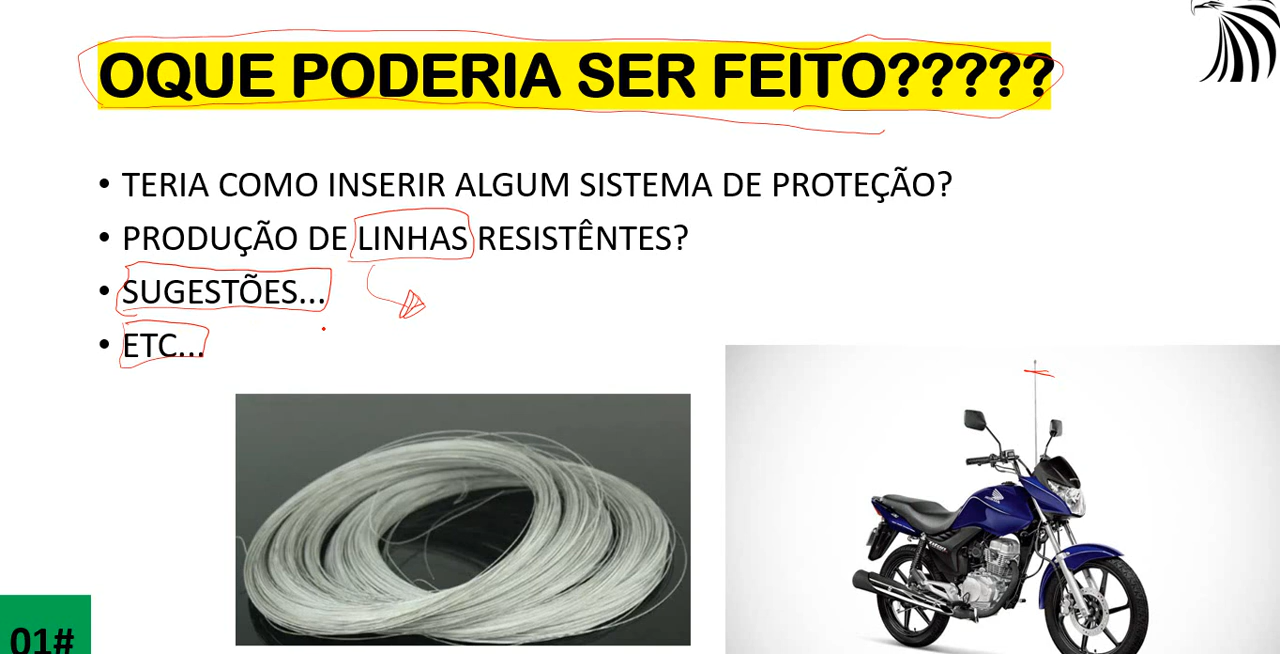 OQUE PODERIA SER FEITO?????
• TERIA COMO INSERIR ALGUM SISTEMA DE PROTEÇÃO?
• PRODUÇÃO DE LINHAS RESISTÊNTES?
• SUGESTÕES...
• ETC...
01#